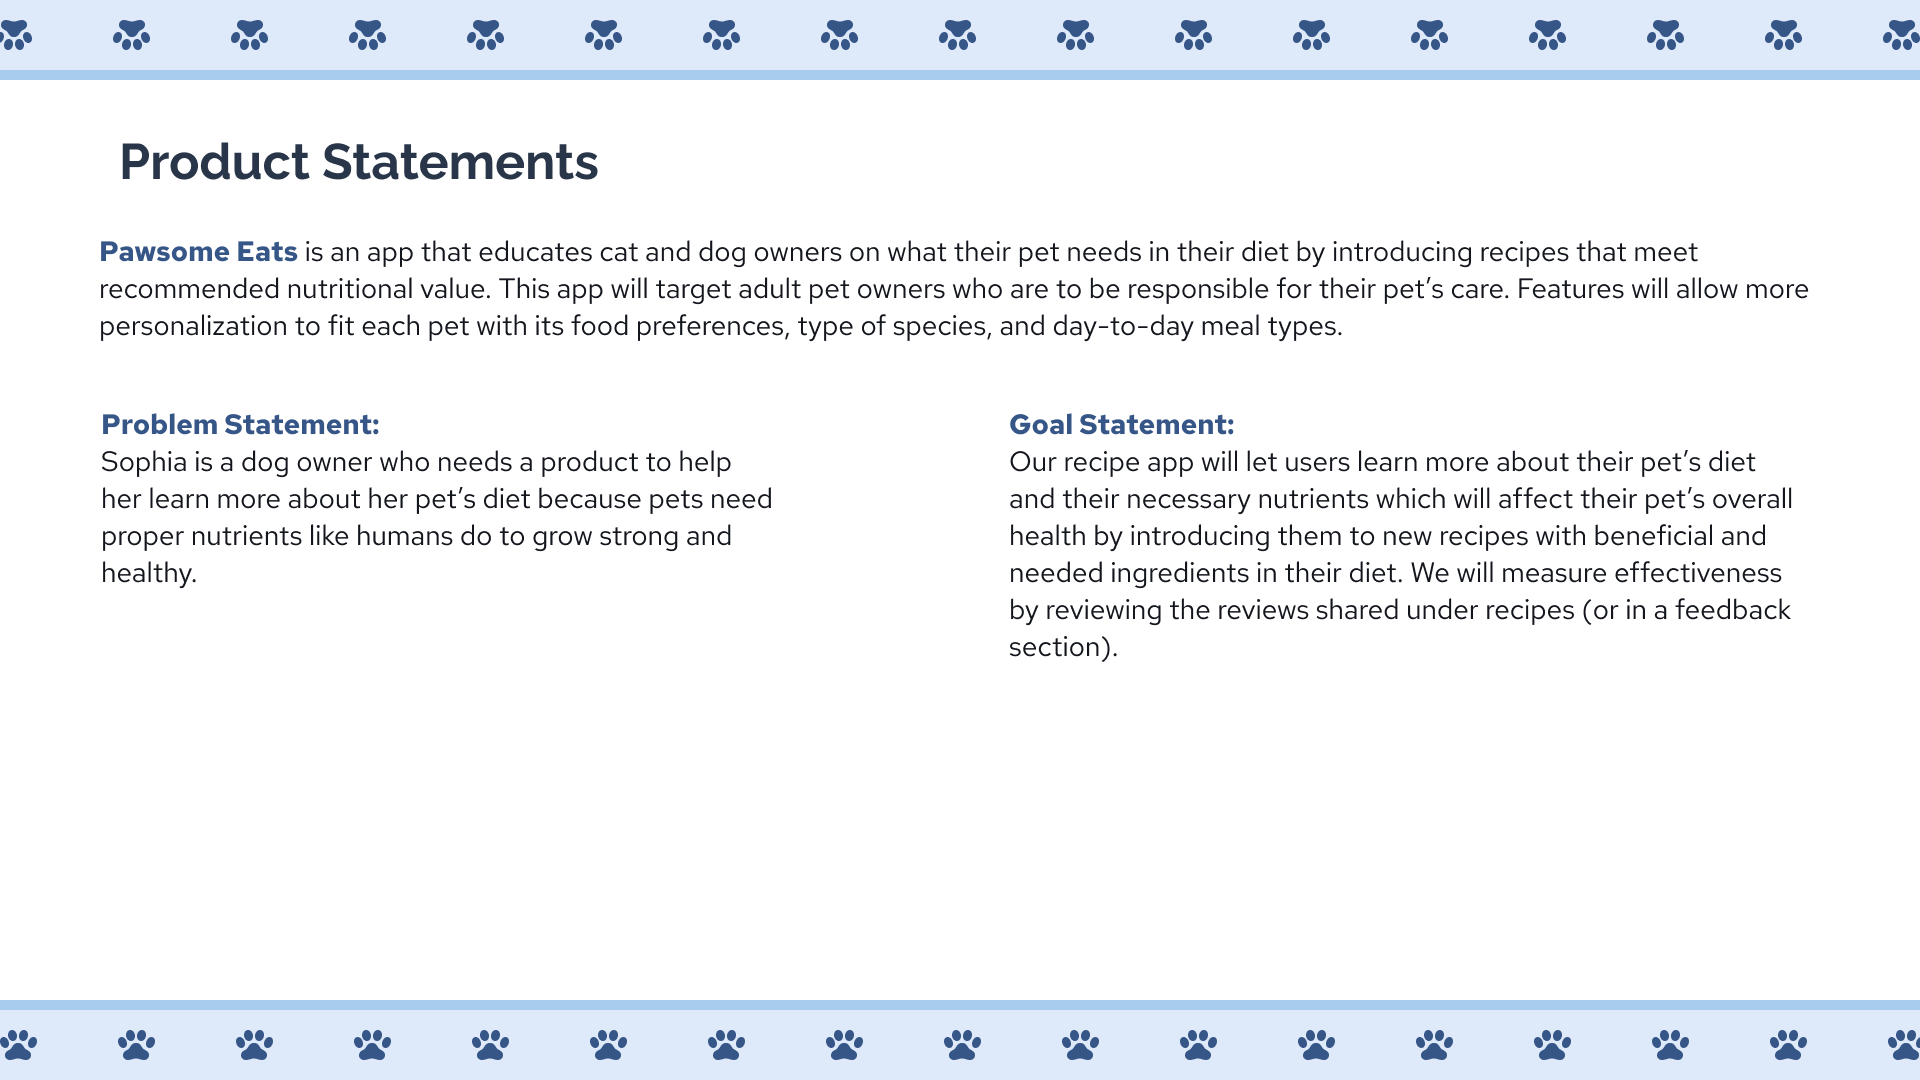 Product Statements
Pawsome Eats is an app that educates cat and dog owners on what their pet needs in their diet by introducing recipes that meet
recommended nutritional value. This app will target adult pet owners who are to be responsible for their pet’s care. Features will allow more
personalization to fit each pet with its food preferences, type of species, and day-to-day meal types.
Problem Statement:
Sophia is a dog owner who needs a product to help
her learn more about her pet’s diet because pets need
proper nutrients like humans do to grow strong and
healthy.
Goal Statement:
Our recipe app will let users learn more about their pet’s diet
and their necessary nutrients which will affect their pet’s overall
health by introducing them to new recipes with beneficial and
needed ingredients in their diet. We will measure effectiveness
by reviewing the reviews shared under recipes (or in a feedback
section).